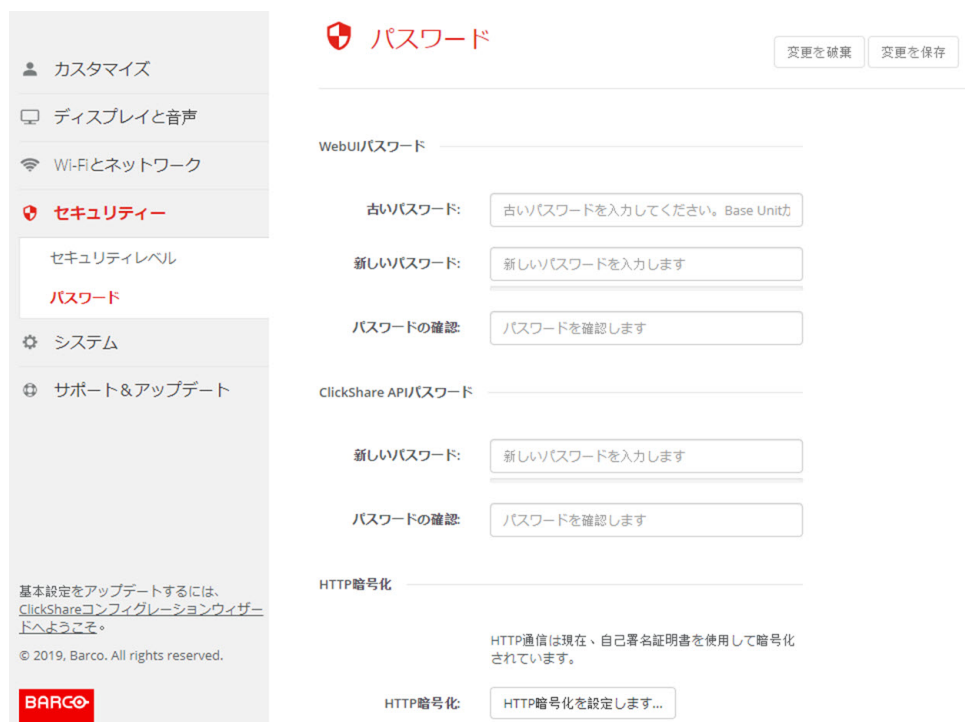 カスタマイズ
ディスプレイと音声
Wi-Fiとネットワーク
セキュリティー
セキュリティレベル
パスワード
システム
サポート＆アップデート
基本設定をアップデートするには、
ClickShareコンフィグレーションウィザー
ドへようこそ。
© 2019, Barco. All rights reserved.
BARCO
パスワード
変更を破棄
変更を保存
WebUIパスワード
古いパスワード:
古いパスワードを入力してください。Base Unitか
新しいパスワード:
新しいパスワードを入力します
パスワードの確認:
パスワードを確認します
ClickShare APIパスワード
新しいパスワード:
新しいパスワードを入力します
パスワードの確認:
パスワードを確認します
HTTP暗号化
HTTP通信は現在、自己署名証明書を使用して暗号化
されています。
HTTP暗号化:
HTTP暗号化を設定します...